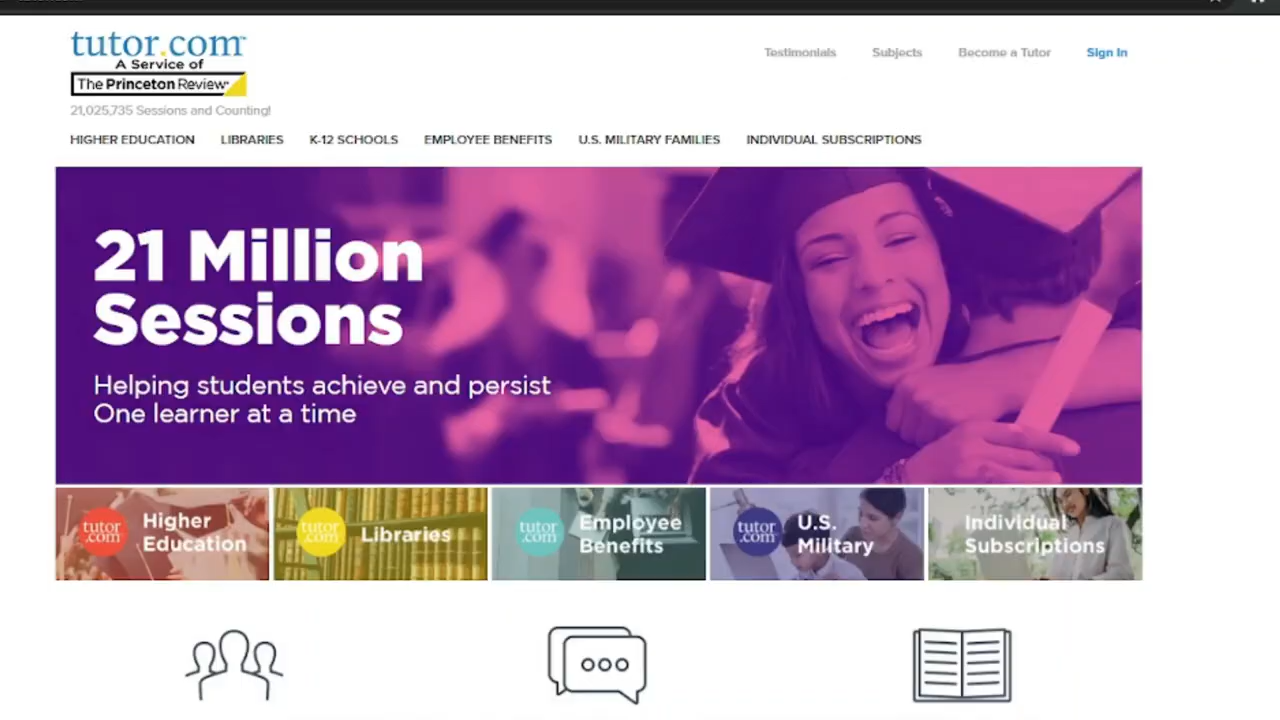 tutor.com
A Service of
The Princeton Review
21,025,735 Sessions and Counting!
Testimonials Subjects Become a Tutor Sign In
HIGHER EDUCATION LIBRARIES K-12 SCHOOLS EMPLOYEE BENEFITS U.S. MILITARY FAMILIES INDIVIDUAL SUBSCRIPTIONS
21 Million
Sessions
Helping students achieve and persist
One learner at a time
tutor
.com
Higher
Education
tutor
.com
Libraries
tutor
.com
Employee
Benefits
tutor
.com
U.S.
Military
Individual
Subscriptions